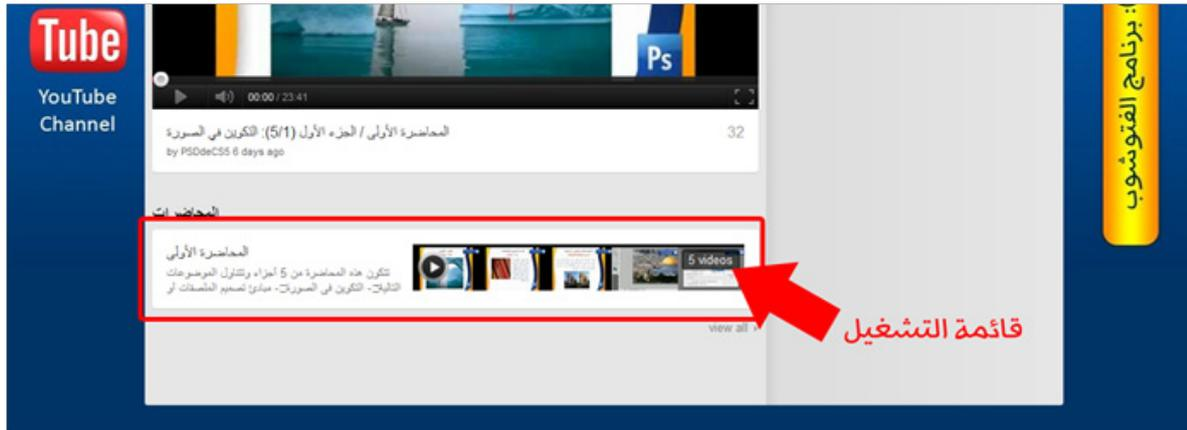 Tube
YouTube
Channel
Ps
00:00 / 23:41
المحاضرة الأولى / الجزء الأول (5/1): التكوين في الصورة
32
by PSDdeCS5 6 days ago
المحاضرات
المحاضرة الأولى
تتكون هذه المحاضرة من 5 أجزاء وتتناول الموضوعات
التالية:- التكوين في الصورة- مبادئ تصميم الملصقات أو
5 videos
view all
قائمة التشغيل
: برنامج الفتوشوب